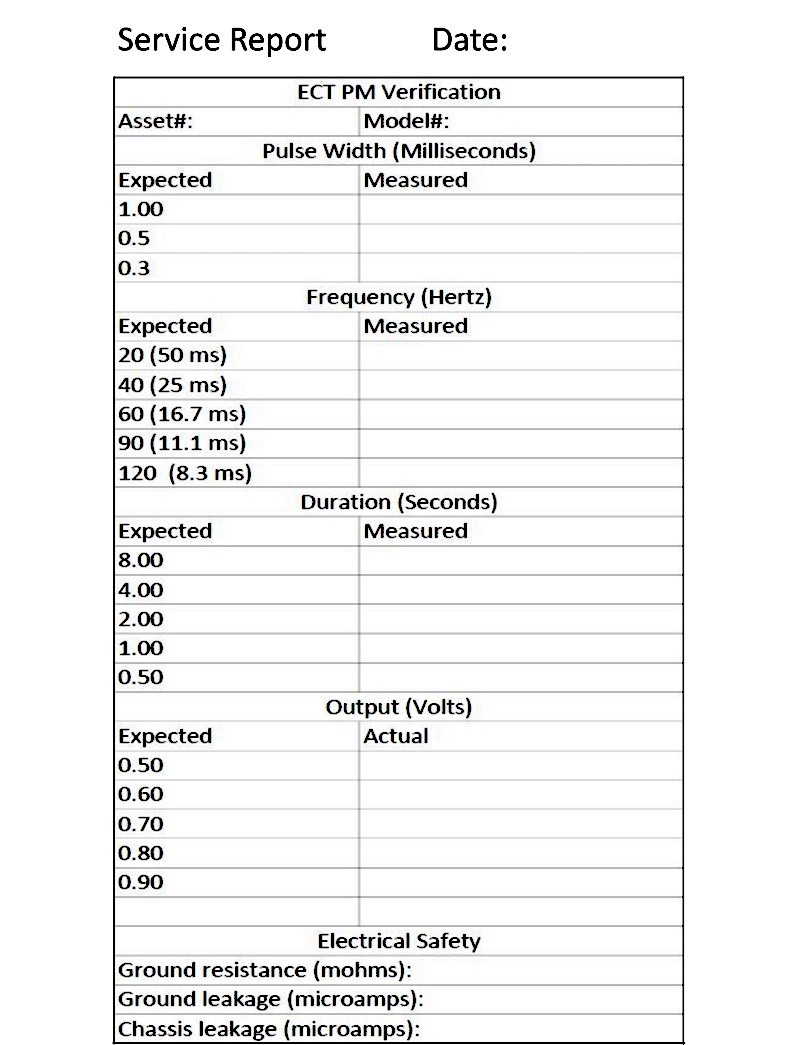 Service Report Date:
ECT PM Verification
Asset#: Model#:
Pulse Width (Milliseconds)
Expected Measured
1.00
0.5
0.3
Frequency (Hertz)
Expected Measured
20 (50 ms)
40 (25 ms)
60 (16.7 ms)
90 (11.1 ms)
120 (8.3 ms)
Duration (Seconds)
Expected Measured
8.00
4.00
2.00
1.00
0.50
Output (Volts)
Expected Actual
0.50
0.60
0.70
0.80
0.90
Electrical Safety
Ground resistance (mohms):
Ground leakage (microamps):
Chassis leakage (microamps):